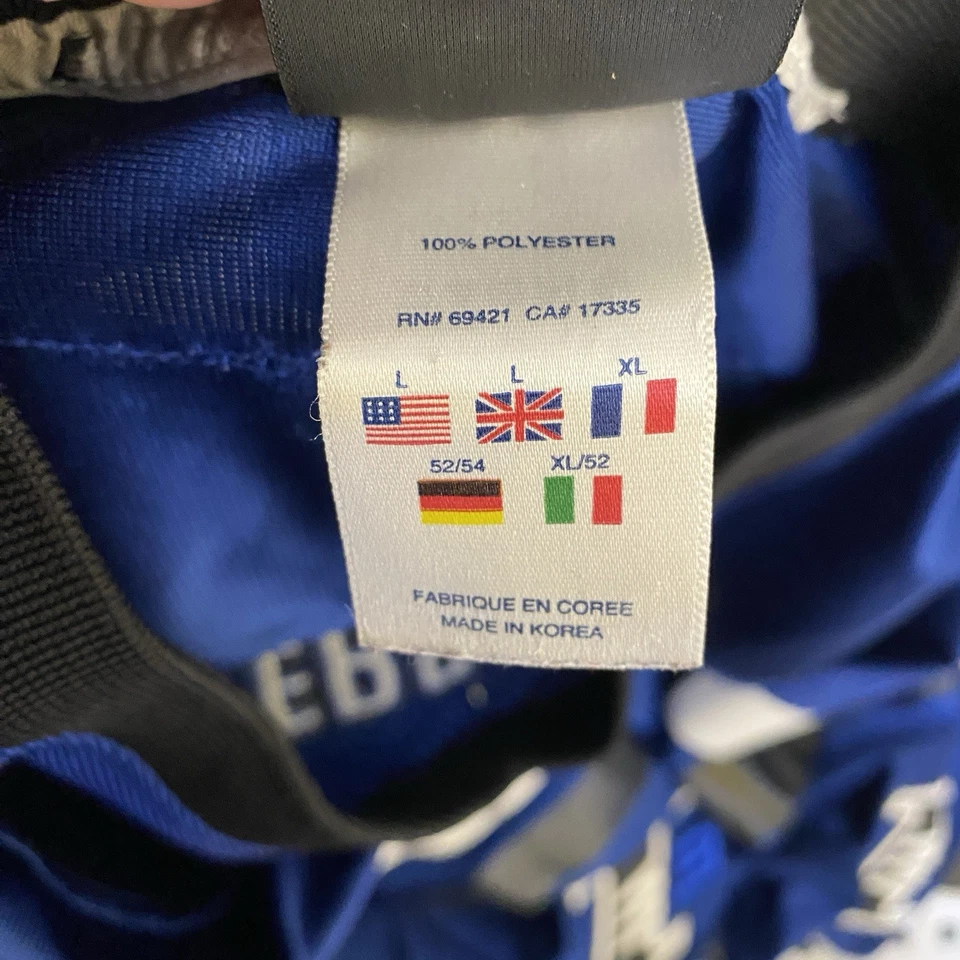 100% POLYESTER
RN# 69421 CA# 17335
L L XL
52/54 XL/52
FABRIQUE EN COREE
MADE IN KOREA